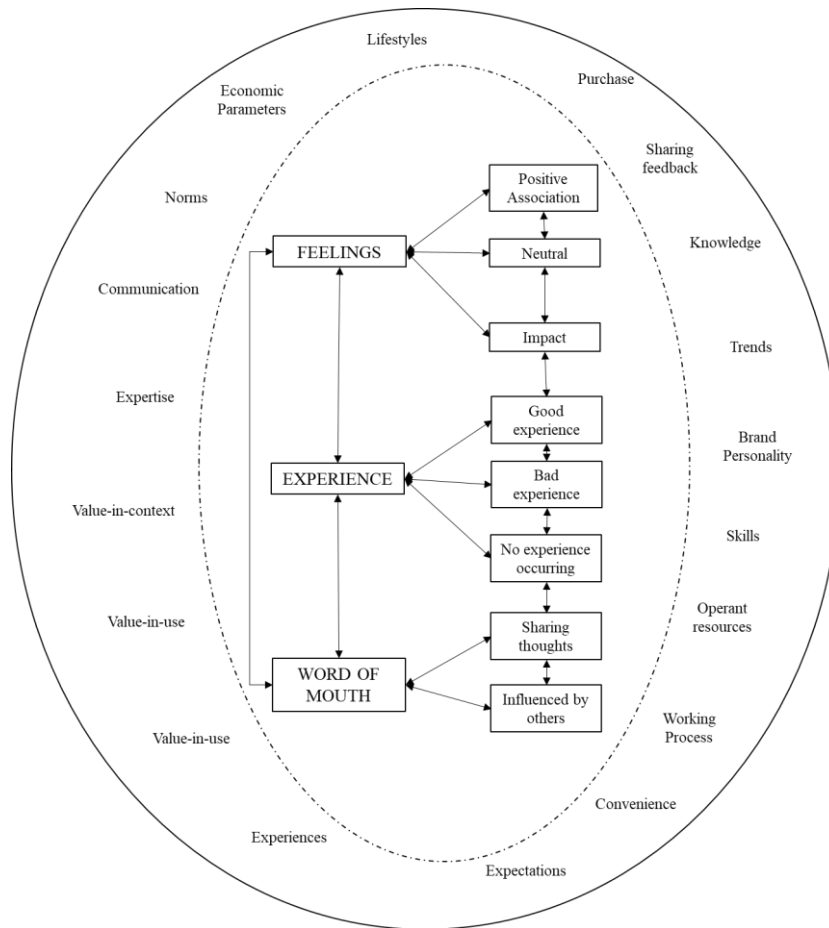 Lifestyles
Purchase
Economic
Parameters
Sharing
feedback
Positive
Association
Norms
Knowledge
FEELINGS
Neutral
Communication
Impact
Trends
Expertise
Good
experience
Brand
Personality
EXPERIENCE
Bad
experience
Value-in-context
Skills
No experience
occurring
Value-in-use
Operant
resources
Sharing
thoughts
WORD OF
MOUTH
Influenced by
others
Value-in-use
Working
Process
Convenience
Experiences
Expectations